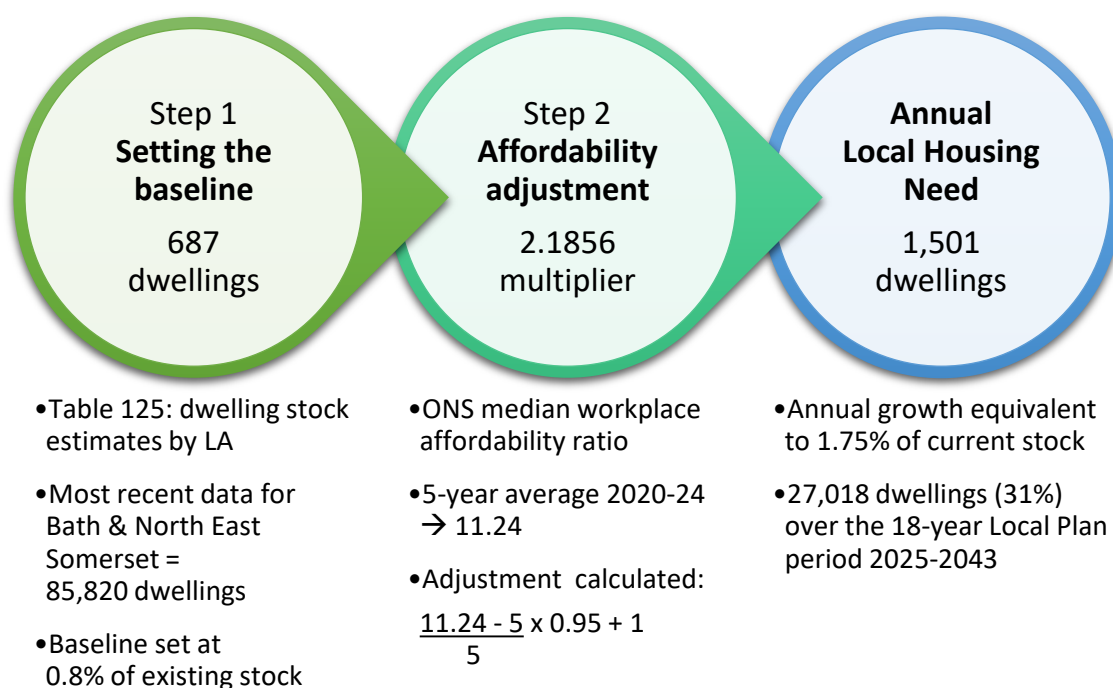 Step 1
Setting the
baseline
687
dwellings
•Table 125: dwelling stock
estimates by LA
•Most recent data for
Bath & North East
Somerset =
85,820 dwellings
•Baseline set at
0.8% of existing stock
Step 2
Affordability
adjustment
2.1856
multiplier
•ONS median workplace
affordability ratio
•5-year average 2020-24
→ 11.24
•Adjustment calculated:
11.24 - 5 x 0.95 + 1
5
Annual
Local Housing
Need
1,501
dwellings
•Annual growth equivalent
to 1.75% of current stock
•27,018 dwellings (31%)
over the 18-year Local Plan
period 2025-2043